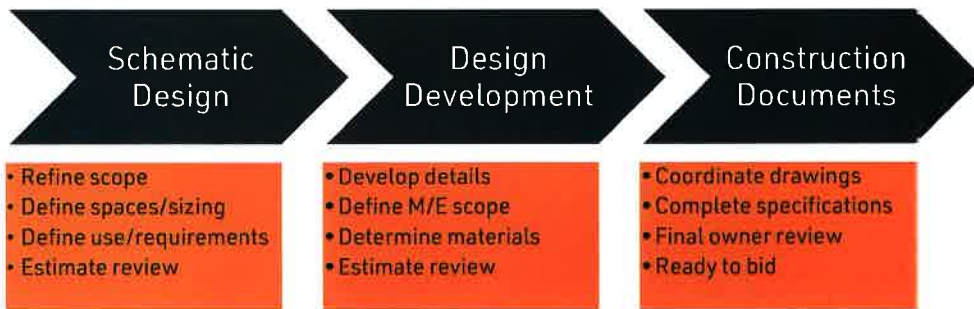 Schematic
Design
• Refine scope
• Define spaces/sizing
• Define use/requirements
• Estimate review
Design
Development
• Develop details
• Define M/E scope
• Determine materials
• Estimate review
Construction
Documents
• Coordinate drawings
• Complete specifications
• Final owner review
• Ready to bid